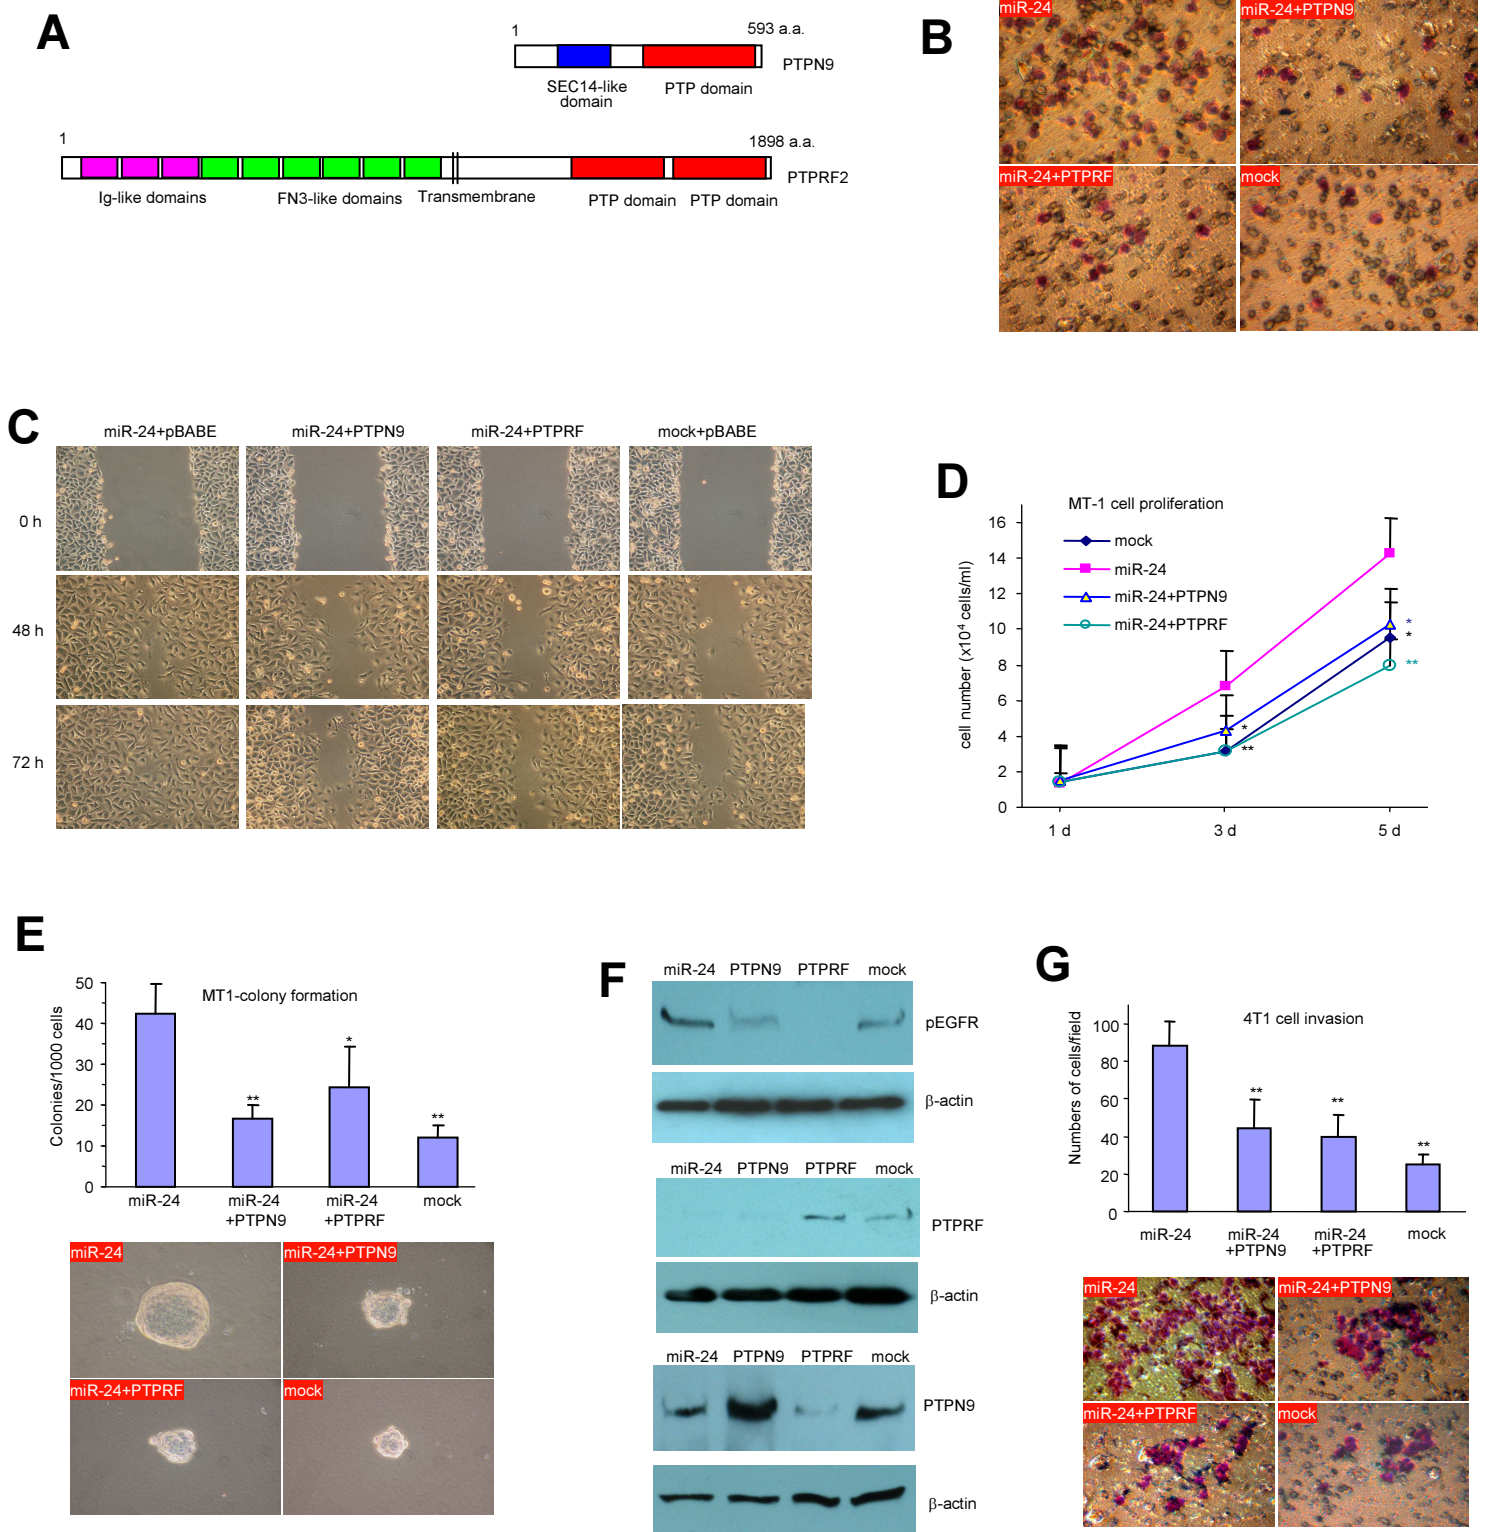 A
1
593 a.a.
PTPN9
SEC14-like
domain
PTP domain
1
1898 a.a.
PTPRF2
Ig-like domains
FN3-like domains
Transmembrane
PTP domain
PTP domain
B
miR-24
miR-24+PTPN9
miR-24+PTPRF
mock
C
miR-24+pBABE
miR-24+PTPN9
miR-24+PTPRF
mock+pBABE
0 h
48 h
72 h
D
MT-1 cell proliferation
mock
miR-24
miR-24+PTPN9
miR-24+PTPRF
cell number (x10⁴ cells/ml)
16
14
12
10
8
6
4
2
0
*
*
**
*
**
1 d
3 d
5 d
E
MT1-colony formation
Colonies/1000 cells
50
40
30
20
10
0
**
*
**
miR-24
miR-24
+PTPN9
miR-24
+PTPRF
mock
miR-24
miR-24+PTPN9
miR-24+PTPRF
mock
F
miR-24 PTPN9 PTPRF mock
pEGFR
β-actin
miR-24 PTPN9 PTPRF mock
PTPRF
β-actin
miR-24 PTPN9 PTPRF mock
PTPN9
β-actin
G
4T1 cell invasion
Numbers of cells/field
100
80
60
40
20
0
**
**
**
miR-24
miR-24
+PTPN9
miR-24
+PTPRF
mock
miR-24
miR-24+PTPN9
miR-24+PTPRF
mock